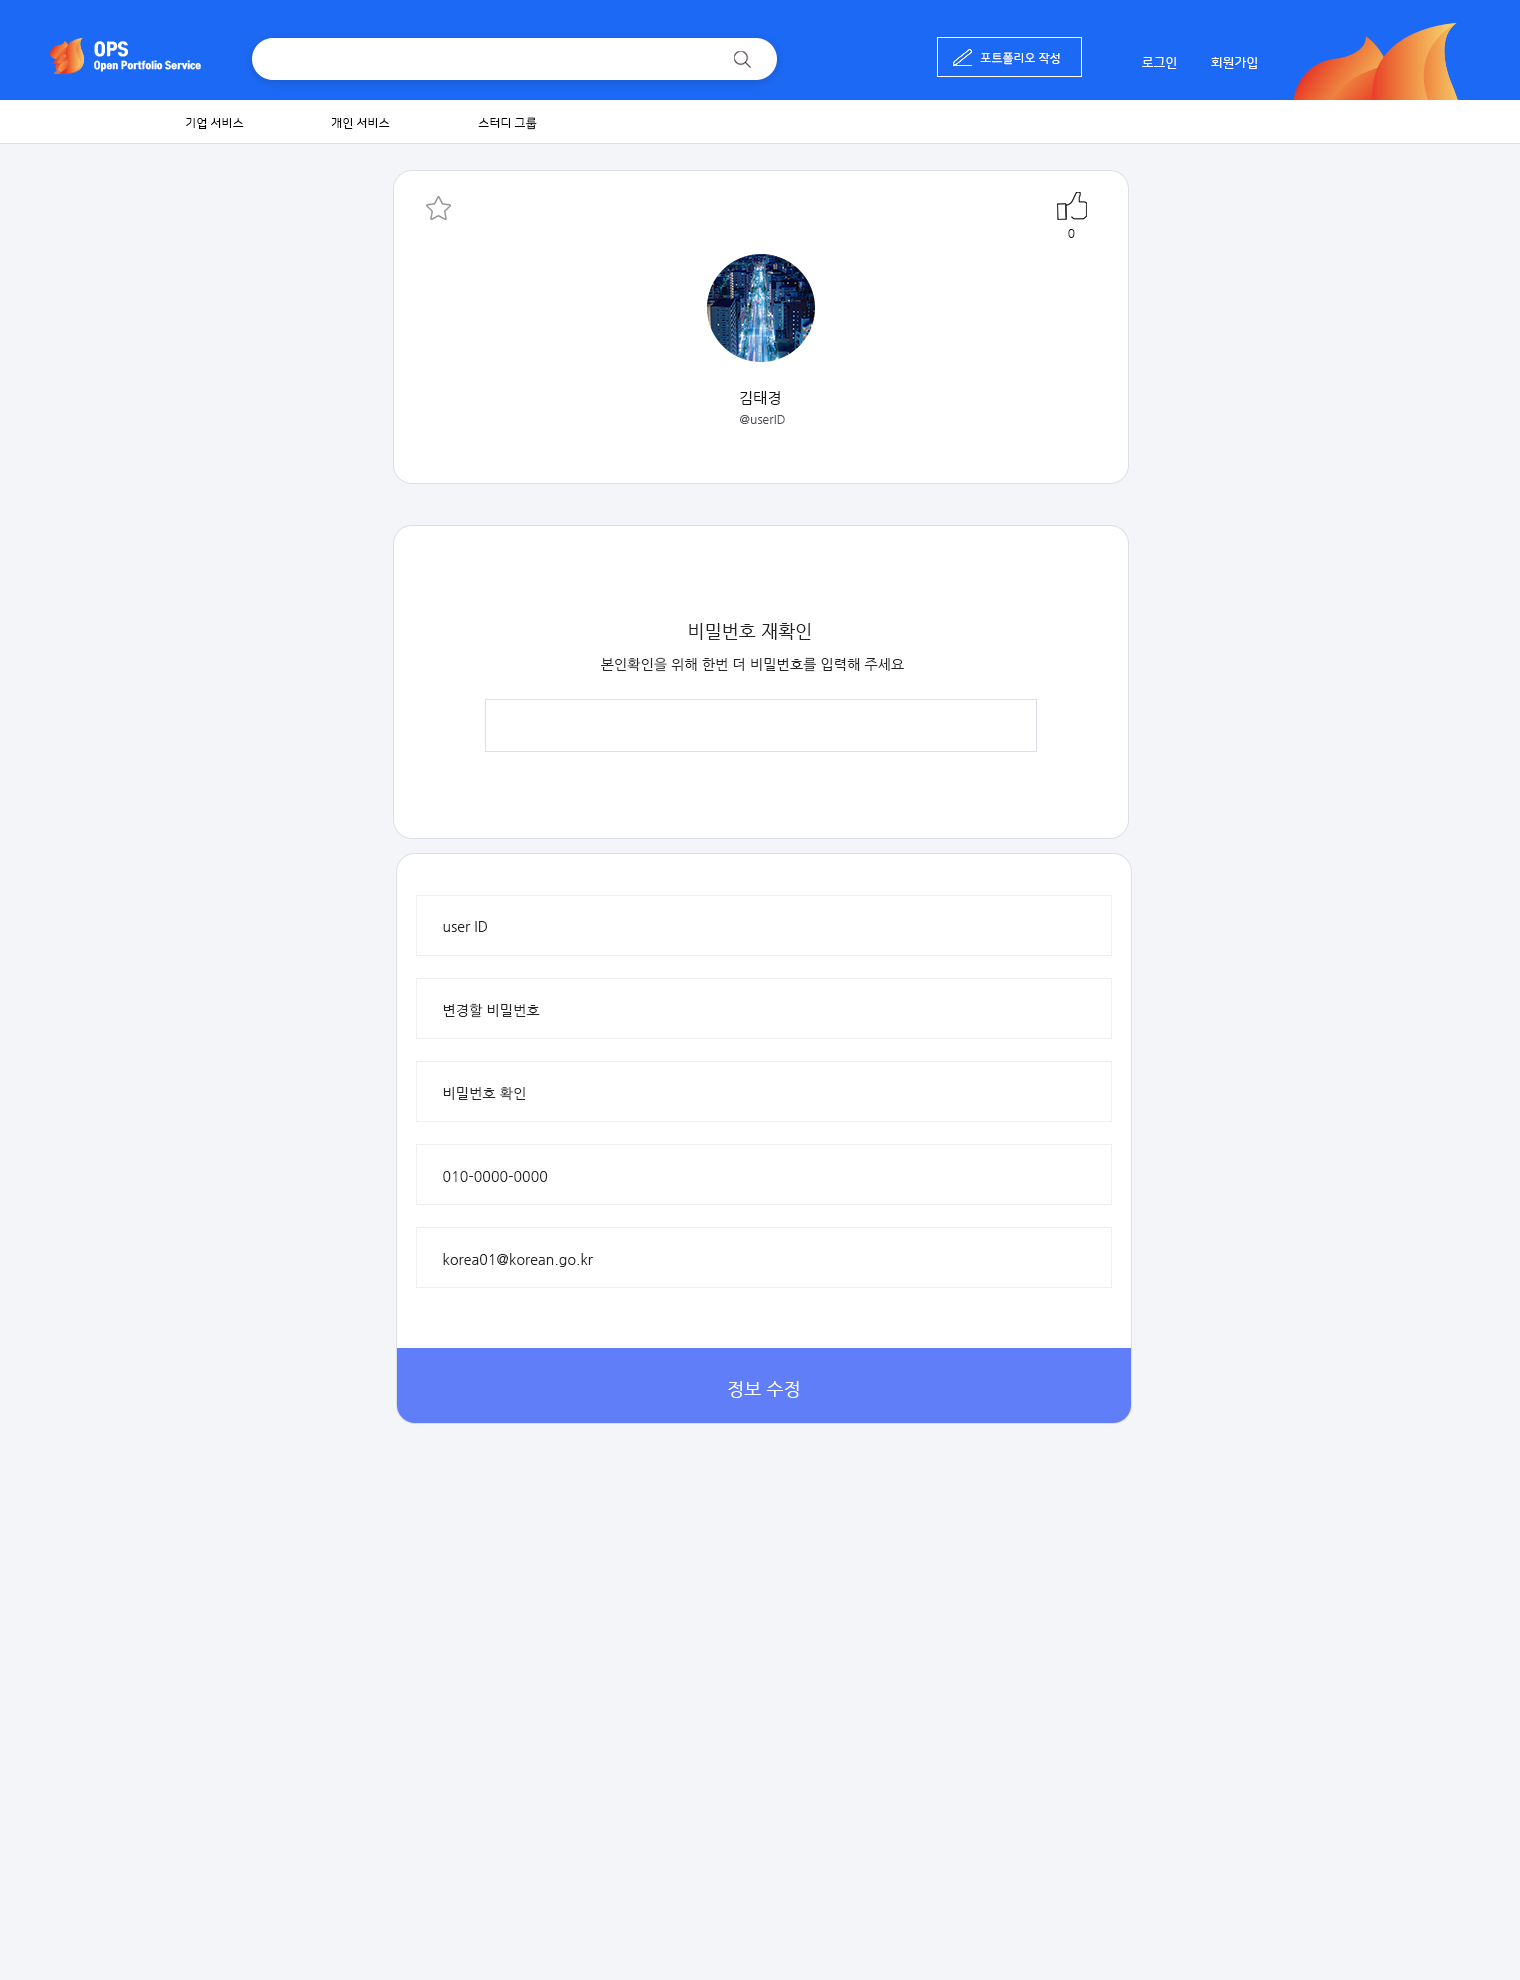 OPS
Open Portfolio Service
포트폴리오 작성
로그인
회원가입
기업 서비스
개인 서비스
스터디 그룹
0
김태경
@userID
비밀번호 재확인
본인확인을 위해 한번 더 비밀번호를 입력해 주세요
user ID
변경할 비밀번호
비밀번호 확인
010-0000-0000
korea01@korean.go.kr
정보 수정